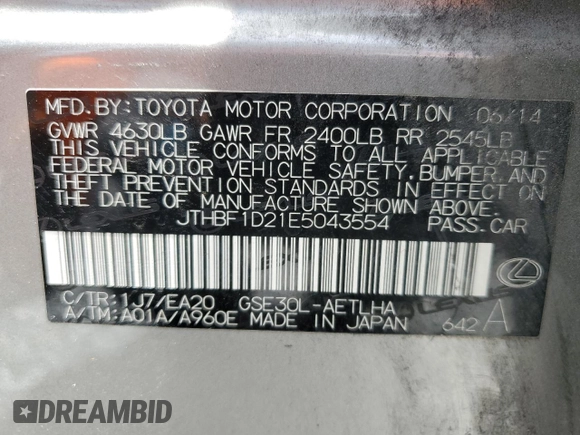 MFD. BY: TOYOTA MOTOR CORPORATION 06/14
GVWR 4630LB GAWR FR 2400LB RR 2545LB
THIS VEHICLE CONFORMS TO ALL APPLICABLE
FEDERAL MOTOR VEHICLE SAFETY, BUMPER, AND
THEFT PREVENTION STANDARDS IN EFFECT ON
THE DATE OF MANUFACTURE SHOWN ABOVE.
JTHBF1D21E5043554 PASS. CAR
C/TR: 1J7/EA20 GSE30L-AETLHA
A/TM: A01A/A960E MADE IN JAPAN 642 A
DREAMBID